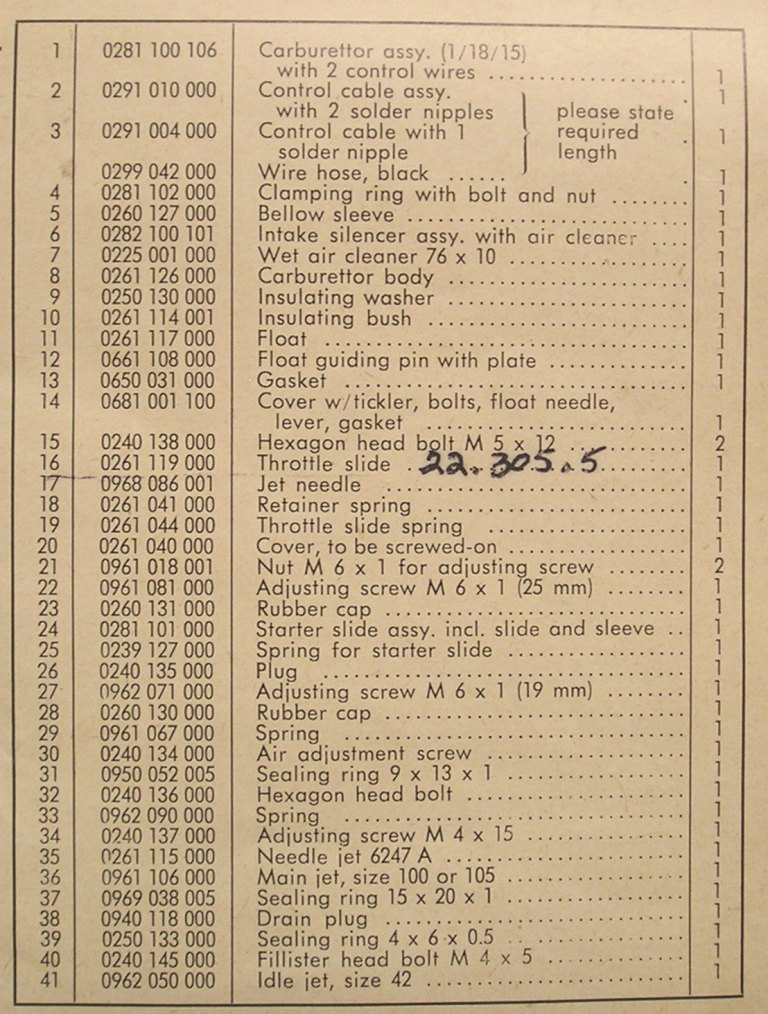 1 0281 100 106 Carburettor assy. (1/18/15)
with 2 control wires .................... 1
2 0291 010 000 Control cable assy. . 1
with 2 solder nipples please state
3 0291 004 000 Control cable with 1 required . 1
solder nipple length
0299 042 000 Wire hose, black ...... . 1
4 0281 102 000 Clamping ring with bolt and nut ........ 1
5 0260 127 000 Bellow sleeve ............................ 1
6 0282 100 101 Intake silencer assy. with air cleaner .... 1
7 0225 001 000 Wet air cleaner 76 x 10 .................. 1
8 0261 126 000 Carburettor body ........................ 1
9 0250 130 000 Insulating washer ........................ 1
10 0261 114 001 Insulating bush .......................... 1
11 0261 117 000 Float .................................... 1
12 0661 108 000 Float guiding pin with plate .............. 1
13 0650 031 000 Gasket .................................. 1
14 0681 001 100 Cover w/tickler, bolts, float needle,
lever, gasket .......................... 1
15 0240 138 000 Hexagon head bolt M 5 x 12 ............ 2
16 0261 119 000 Throttle slide . 22.305.5 ........ 1
17 0968 086 001 Jet needle .............................. 1
18 0261 041 000 Retainer spring .......................... 1
19 0261 044 000 Throttle slide spring ...................... 1
20 0261 040 000 Cover, to be screwed-on .................. 1
21 0961 018 001 Nut M 6 x 1 for adjusting screw ........ 2
22 0961 081 000 Adjusting screw M 6 x 1 (25 mm) ........ 1
23 0260 131 000 Rubber cap .............................. 1
24 0281 101 000 Starter slide assy. incl. slide and sleeve .. 1
25 0239 127 000 Spring for starter slide .................. 1
26 0240 135 000 Plug .................................... 1
27 0962 071 000 Adjusting screw M 6 x 1 (19 mm) ........ 1
28 0260 130 000 Rubber cap .............................. 1
29 0961 067 000 Spring .................................. 1
30 0240 134 000 Air adjustment screw .................... 1
31 0950 052 005 Sealing ring 9 x 13 x 1 .................. 1
32 0240 136 000 Hexagon head bolt ...................... 1
33 0962 090 000 Spring .................................. 1
34 0240 137 000 Adjusting screw M 4 x 15 ................ 1
35 0261 115 000 Needle jet 6247 A ........................ 1
36 0961 106 000 Main jet, size 100 or 105 .................. 1
37 0969 038 005 Sealing ring 15 x 20 x 1 .................. 1
38 0940 118 000 Drain plug .............................. 1
39 0250 133 000 Sealing ring 4 x 6 x 0.5 .................. 1
40 0240 145 000 Fillister head bolt M 4 x 5 .............. 1
41 0962 050 000 Idle jet, size 42 .......................... 1